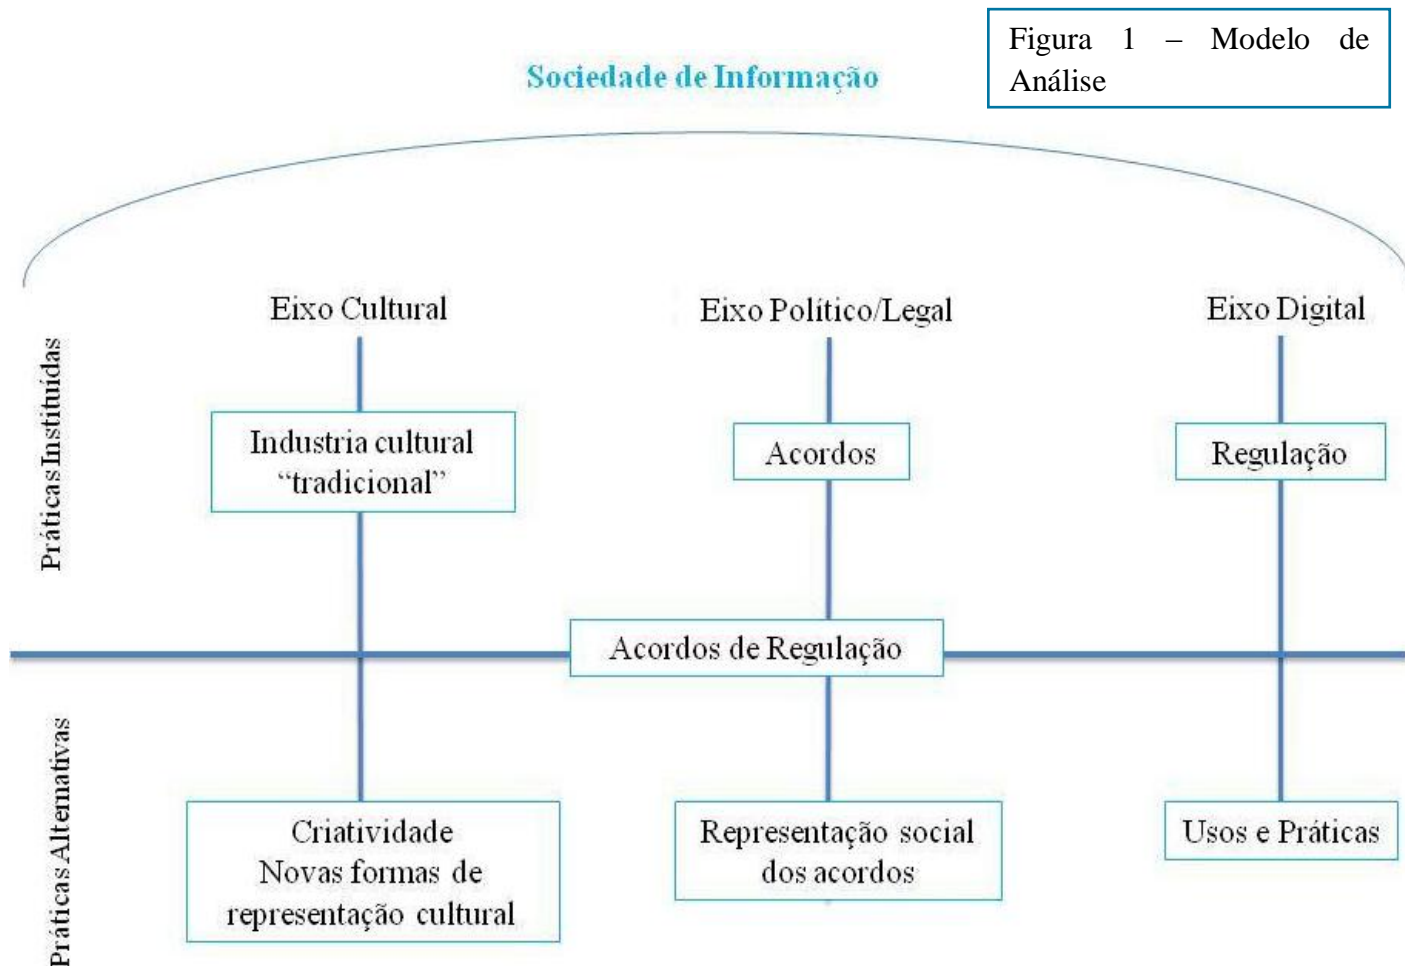 Figura 1 – Modelo de
Análise
Sociedade de Informação
Eixo Cultural
Eixo Político/Legal
Eixo Digital
Práticas Instituídas
Industria cultural
“tradicional”
Acordos
Regulação
Acordos de Regulação
Práticas Alternativas
Criatividade
Novas formas de
representação cultural
Representação social
dos acordos
Usos e Práticas